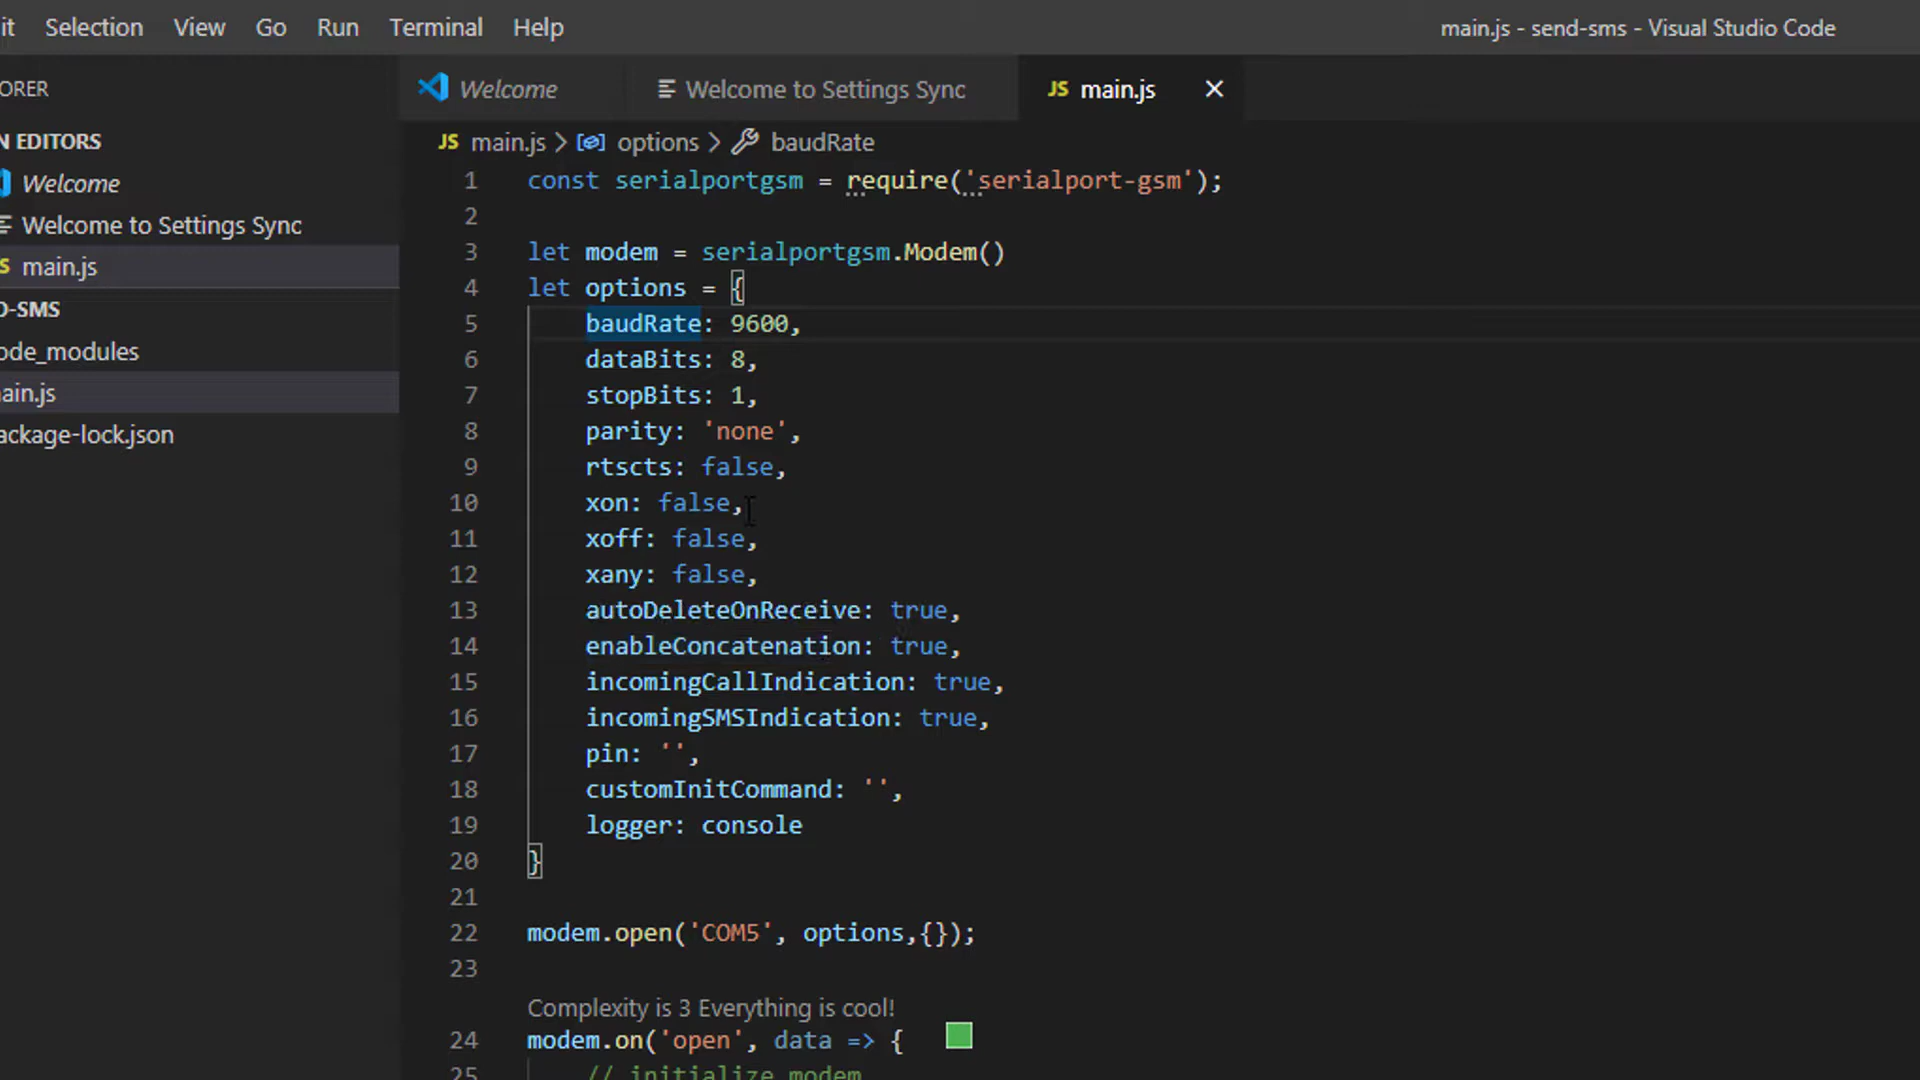 it Selection View Go Run Terminal Help main.js - send-sms - Visual Studio Code
ORER
Welcome Welcome to Settings Sync JS main.js
N EDITORS
JS main.js > options > baudRate
Welcome
Welcome to Settings Sync
S main.js
D-SMS
ode_modules
ain.js
ackage-lock.json
1 const serialportgsm = require('serialport-gsm');
2
3 let modem = serialportgsm.Modem()
4 let options = {
5 baudRate: 9600,
6 dataBits: 8,
7 stopBits: 1,
8 parity: 'none',
9 rtscts: false,
10 xon: false,
11 xoff: false,
12 xany: false,
13 autoDeleteOnReceive: true,
14 enableConcatenation: true,
15 incomingCallIndication: true,
16 incomingSMSIndication: true,
17 pin: '',
18 customInitCommand: '',
19 logger: console
20 }
21
22 modem.open('COM5', options,{});
23
Complexity is 3 Everything is cool!
24 modem.on('open', data => {
25 // initialize modem